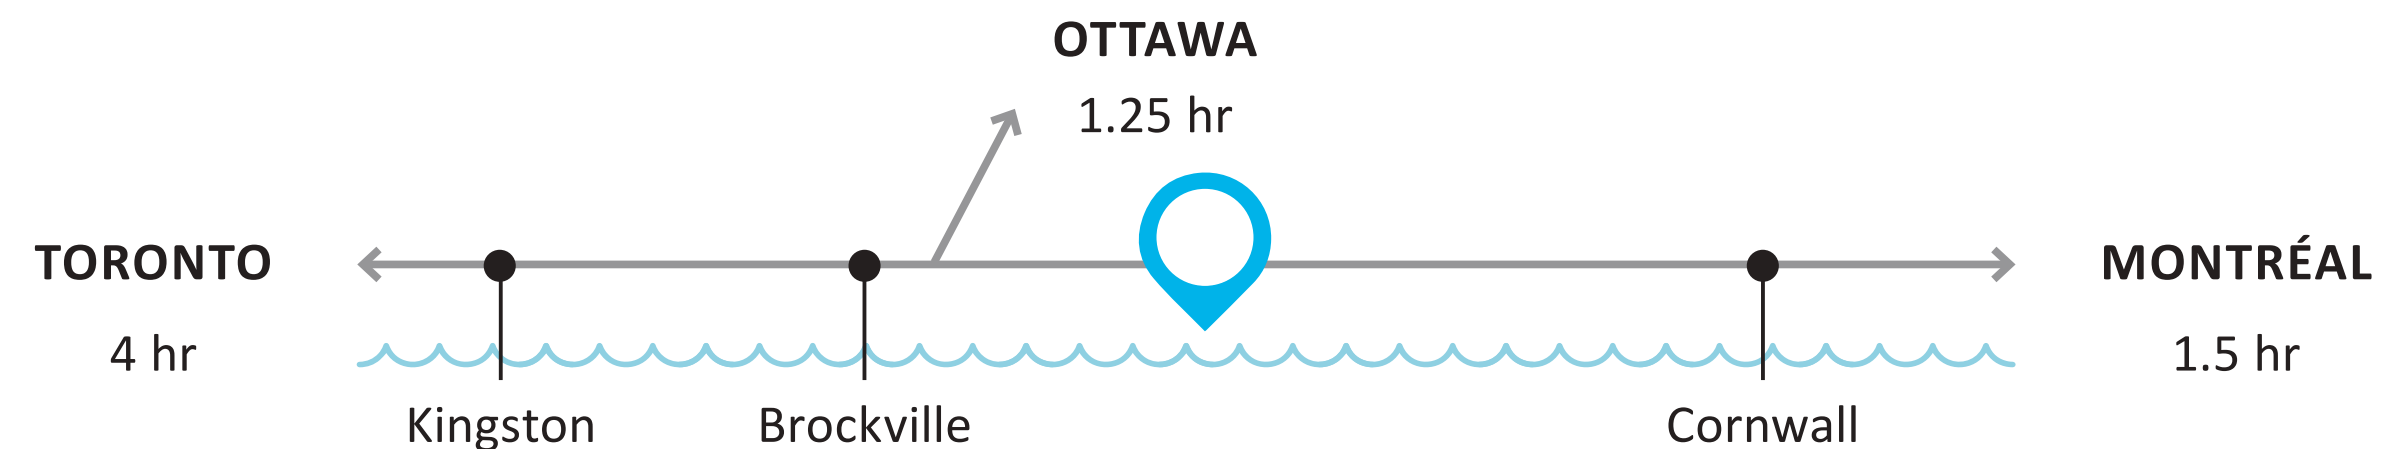 OTTAWA
1.25 hr
TORONTO
4 hr
MONTRÉAL
1.5 hr
Kingston
Brockville
Cornwall